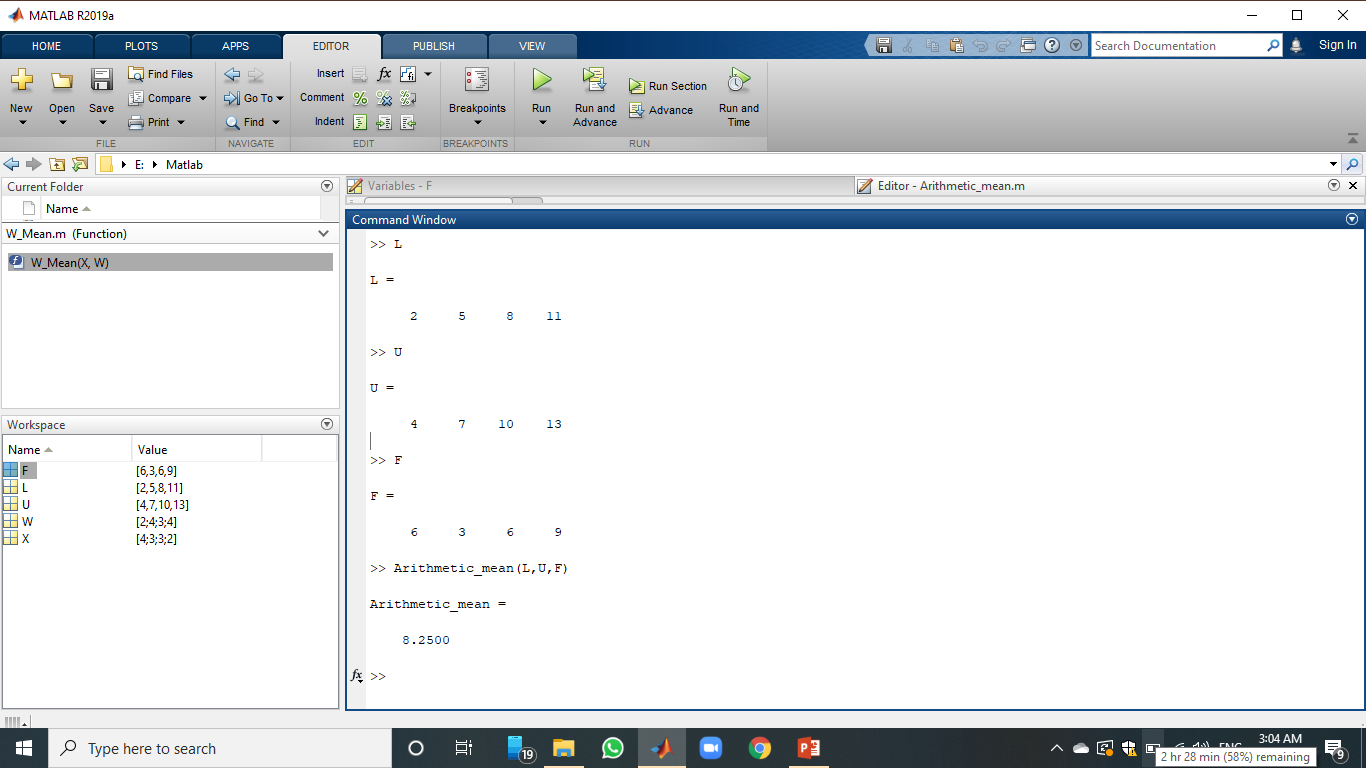 MATLAB R2019a
HOME PLOTS APPS EDITOR PUBLISH VIEW
Search Documentation Sign In
New Open Save Find Files Compare Print
Go To Find
Insert fx
Comment
Indent
Breakpoints
Run Run and Advance Run Section Advance Run and Time
FILE NAVIGATE EDIT BREAKPOINTS RUN
E: Matlab
Current Folder
Name
W_Mean.m (Function)
W_Mean(X, W)
Workspace
Name Value
F [6,3,6,9]
L [2,5,8,11]
U [4,7,10,13]
W [2;4;3;4]
X [4;3;3;2]
Variables - F Editor - Arithmetic_mean.m
Command Window
>> L
L =
2 5 8 11
>> U
U =
4 7 10 13
>> F
F =
6 3 6 9
>> Arithmetic_mean(L,U,F)
Arithmetic_mean =
8.2500
fx >>
Type here to search
19
3:04 AM
2 hr 28 min (58%) remaining
9